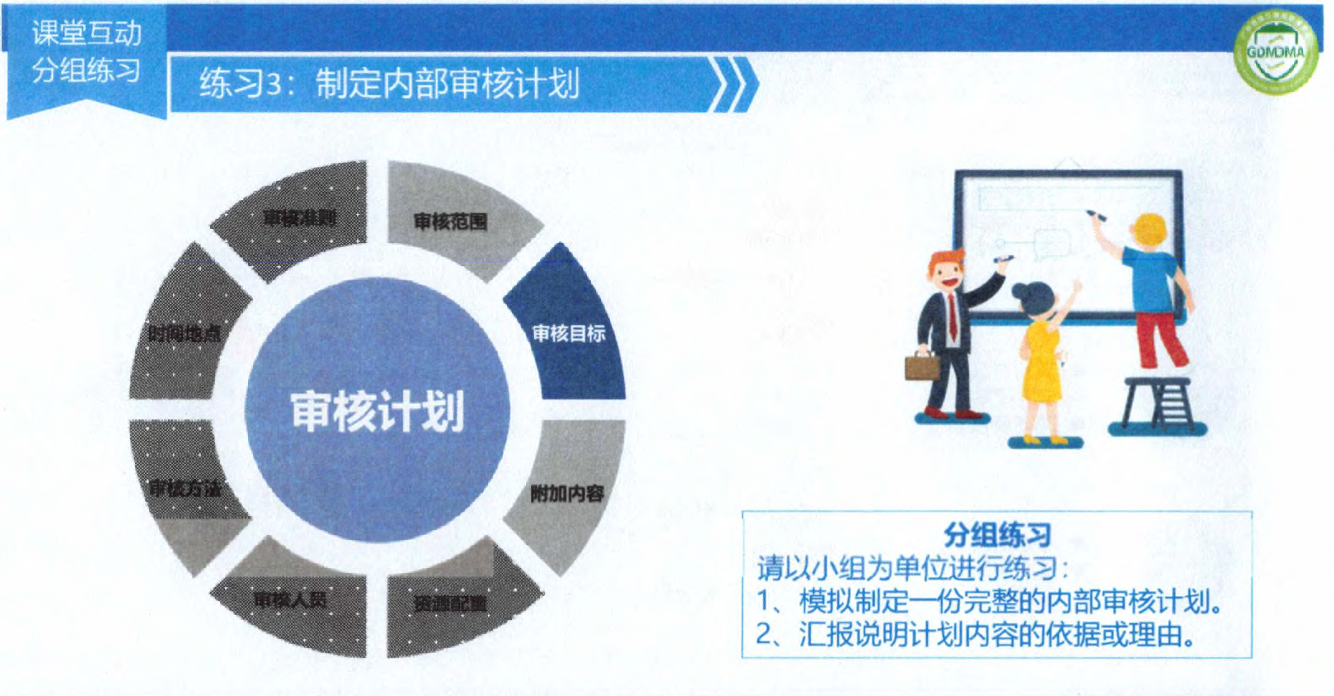 课堂互动
分组练习
练习3：制定内部审核计划
GDMDMA
审核准则
审核范围
时间地点
审核目标
审核计划
审核方法
附加内容
审核人员
资源配置
分组练习
请以小组为单位进行练习：
1、模拟制定一份完整的内部审核计划。
2、汇报说明计划内容的依据或理由。